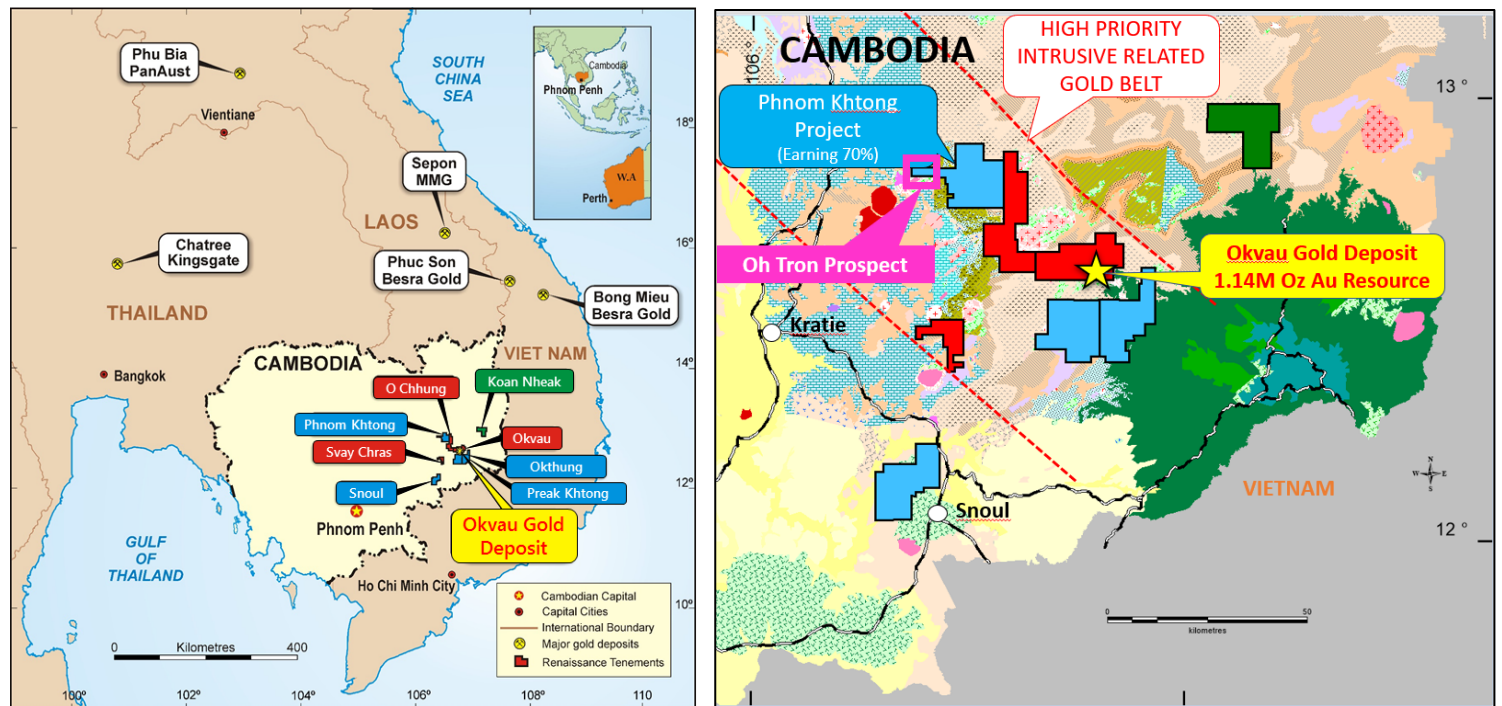 Phu Bia
PanAust
Vientiane
SOUTH
CHINA
SEA
Cambodia
Phnom Penh
W.A
Perth
18°
Sepon
MMG
LAOS
Chatree
Kingsgate
16°
Phuc Son
Besra Gold
Bong Mieu
Besra Gold
THAILAND
VIET NAM
14°
CAMBODIA
Bangkok
O Chhung
Koan Nheak
Phnom Khtong
Okvau
Svay Chras
Okthung
Snoul
Preak Khtong
12°
Phnom Penh
Okvau Gold
Deposit
GULF
OF
THAILAND
Ho Chi Minh City
Cambodian Capital
Capital Cities
International Boundary
Major gold deposits
Renaissance Tenements
10°
0 Kilometres 400
100° 102° 104° 106° 108° 110
106°
CAMBODIA
HIGH PRIORITY
INTRUSIVE RELATED
GOLD BELT
13°
Phnom Khtong
Project
(Earning 70%)
Oh Tron Prospect
Okvau Gold Deposit
1.14M Oz Au Resource
Kratie
N
W E
S
VIETNAM
Snoul
12°
0 50
kilometres